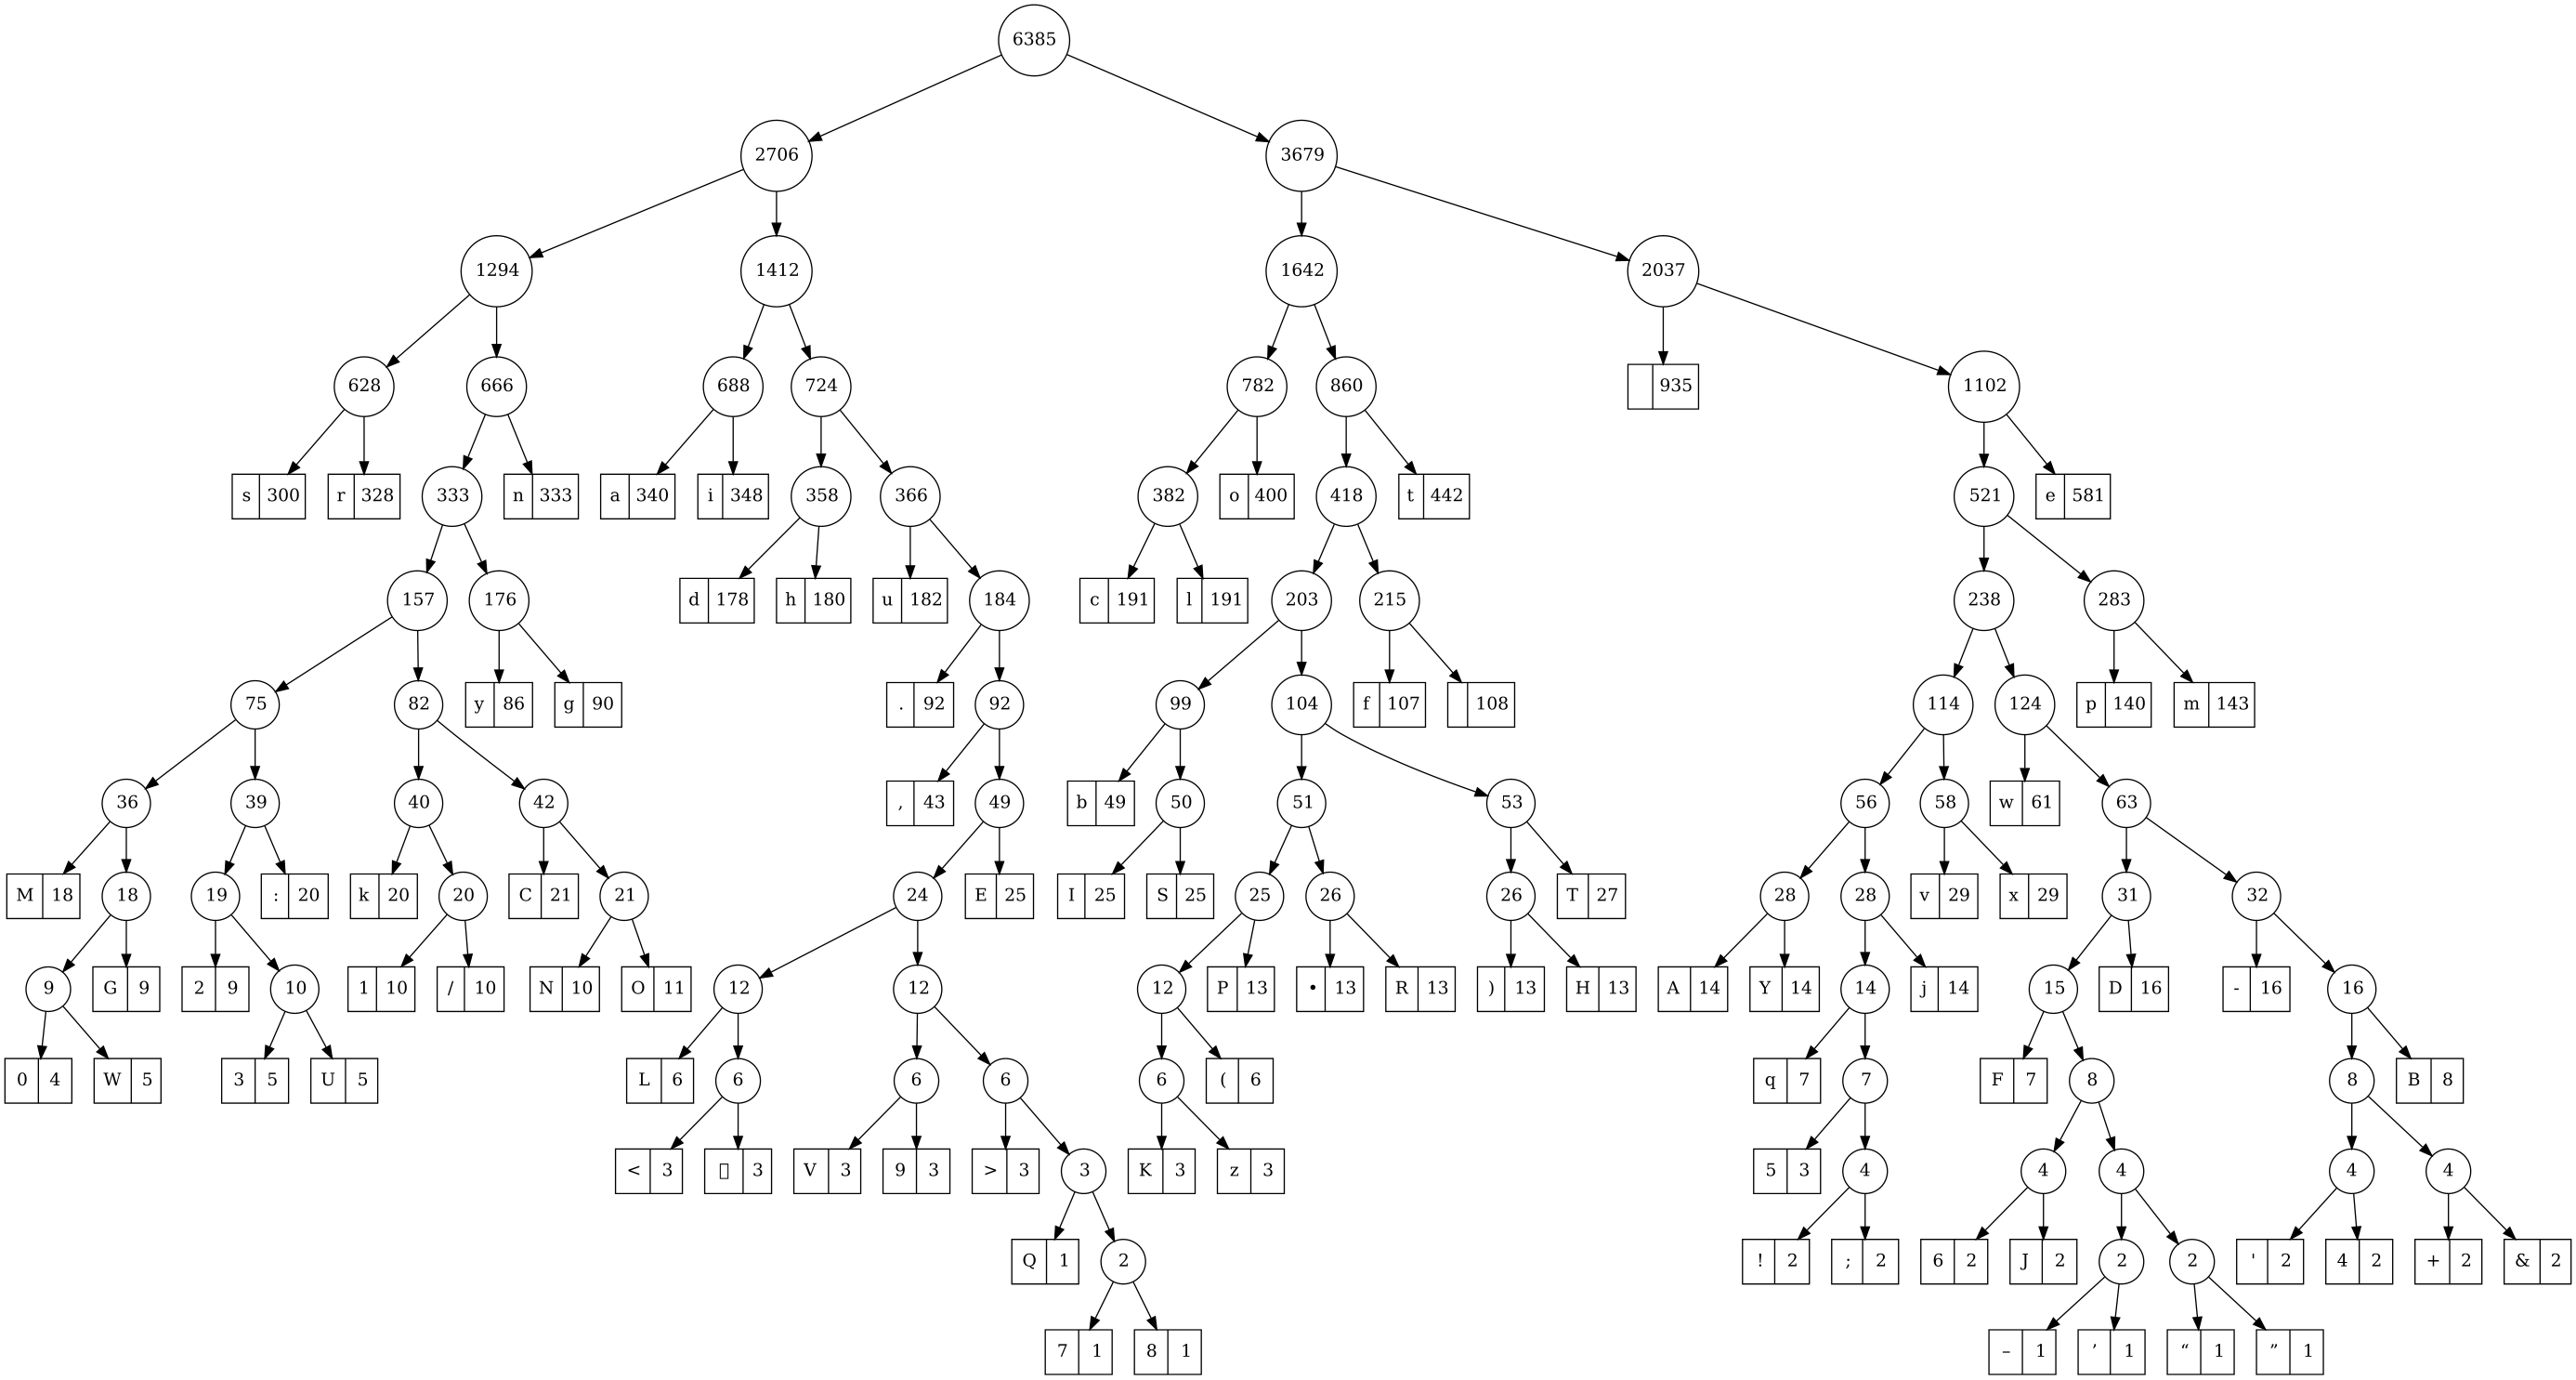 6385
2706 3679
1294 1412 1642 2037
628 666 688 724 782 860 935 1102
s 300 r 328 333 n 333 a 340 i 348 358 366 382 o 400 418 t 442 521 e 581
157 176 d 178 h 180 u 182 184 c 191 l 191 203 215 238 283
75 82 y 86 g 90 . 92 92 99 104 f 107 108 114 124 p 140 m 143
36 39 40 42 , 43 49 b 49 50 51 53 56 58 w 61 63
M 18 18 19 : 20 k 20 20 C 21 21 24 E 25 I 25 S 25 25 26 26 T 27 28 28 v 29 x 29 31 32
9 G 9 2 9 10 1 10 / 10 N 10 O 11 12 12 12 P 13 • 13 R 13 ) 13 H 13 A 14 Y 14 14 j 14 15 D 16 - 16 16
0 4 W 5 3 5 U 5 L 6 6 6 6 6 ( 6 q 7 7 F 7 8 8 B 8
< 3 3 V 3 9 3 > 3 3 K 3 z 3 5 3 4 4 4 4 4
Q 1 2 ! 2 ; 2 6 2 J 2 2 2 ' 2 4 2 + 2 & 2
7 1 8 1 – 1 ’ 1 “ 1 ” 1